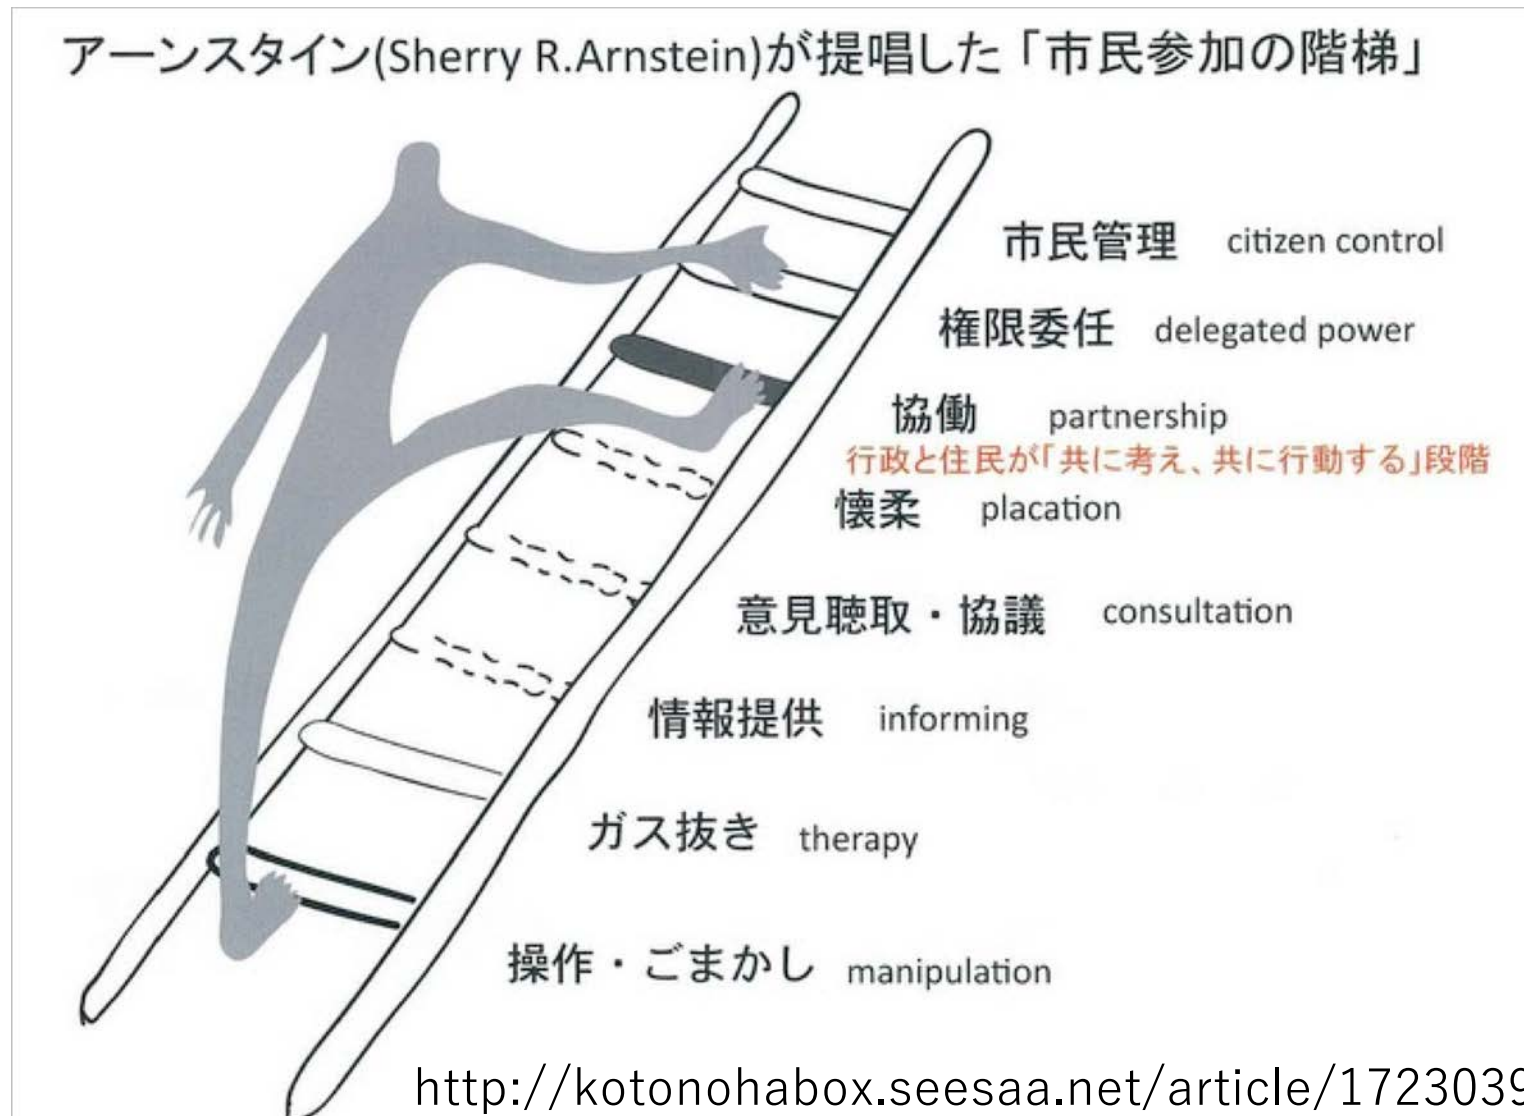 アーンスタイン(Sherry R.Arnstein)が提唱した「市民参加の階梯」
市民管理 citizen control
権限委任 delegated power
協働 partnership
行政と住民が「共に考え、共に行動する」段階
懐柔 placation
意見聴取・協議 consultation
情報提供 informing
ガス抜き therapy
操作・ごまかし manipulation
http://kotonohabox.seesaa.net/article/1723039